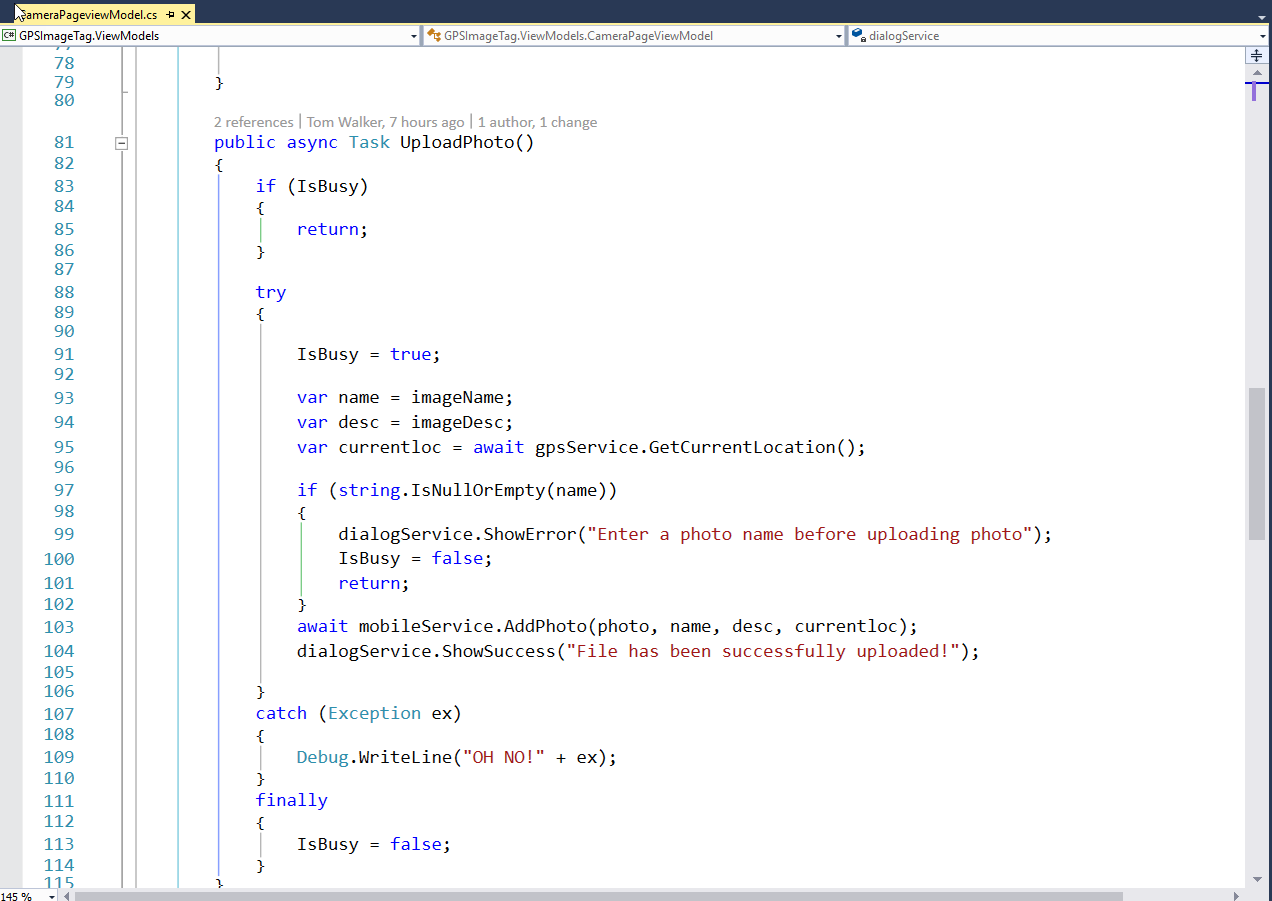 CameraPageviewModel.cs
C# GPSImageTag.ViewModels GPSImageTag.ViewModels.CameraPageViewModel dialogService
77
78
79 }
80
2 references | Tom Walker, 7 hours ago | 1 author, 1 change
81 public async Task UploadPhoto()
82 {
83 if (IsBusy)
84 {
85 return;
86 }
87
88 try
89 {
90
91 IsBusy = true;
92
93 var name = imageName;
94 var desc = imageDesc;
95 var currentloc = await gpsService.GetCurrentLocation();
96
97 if (string.IsNullOrEmpty(name))
98 {
99 dialogService.ShowError("Enter a photo name before uploading photo");
100 IsBusy = false;
101 return;
102 }
103 await mobileService.AddPhoto(photo, name, desc, currentloc);
104 dialogService.ShowSuccess("File has been successfully uploaded!");
105
106 }
107 catch (Exception ex)
108 {
109 Debug.WriteLine("OH NO!" + ex);
110 }
111 finally
112 {
113 IsBusy = false;
114 }
115 }
145 %